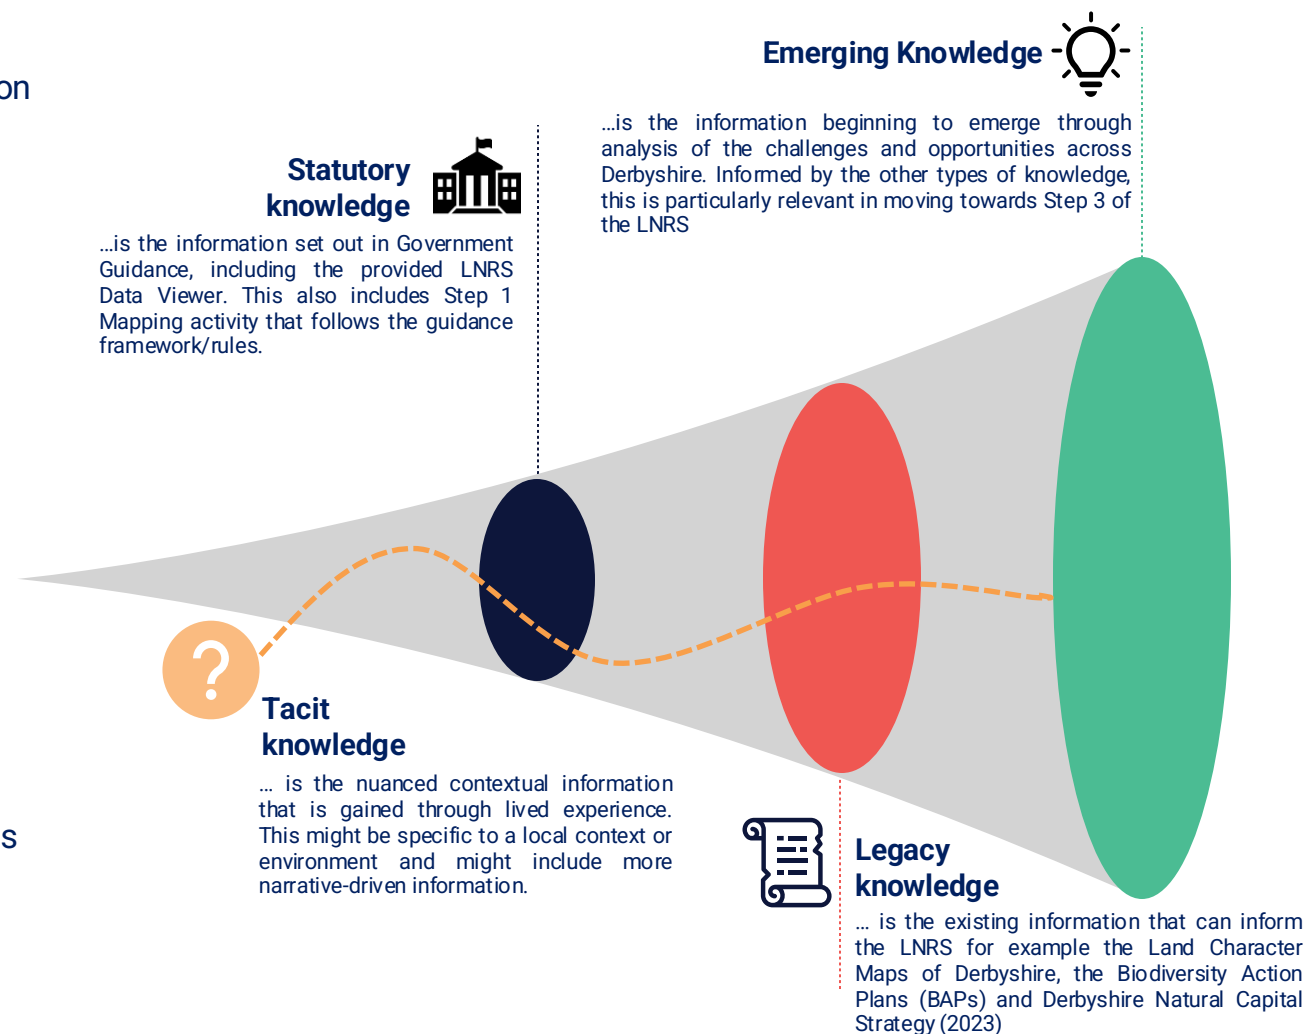 on
Emerging Knowledge
...is the information beginning to emerge through
analysis of the challenges and opportunities across
Derbyshire. Informed by the other types of knowledge,
this is particularly relevant in moving towards Step 3 of
the LNRS
Statutory
knowledge
...is the information set out in Government
Guidance, including the provided LNRS
Data Viewer. This also includes Step 1
Mapping activity that follows the guidance
framework/rules.
?
Tacit
knowledge
... is the nuanced contextual information
that is gained through lived experience.
This might be specific to a local context or
environment and might include more
narrative-driven information.
s
Legacy
knowledge
... is the existing information that can inform
the LNRS for example the Land Character
Maps of Derbyshire, the Biodiversity Action
Plans (BAPs) and Derbyshire Natural Capital
Strategy (2023)